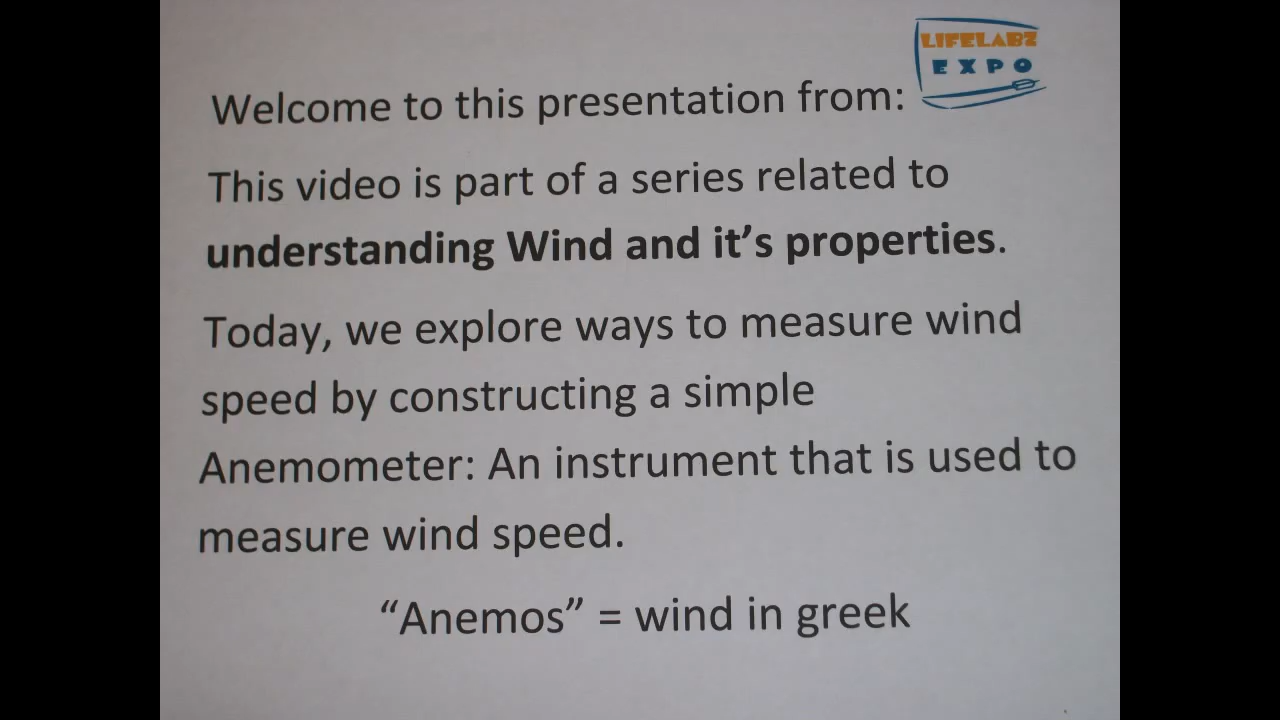 LIFELABZ
EXPO
Welcome to this presentation from:
This video is part of a series related to
understanding Wind and it’s properties.
Today, we explore ways to measure wind
speed by constructing a simple
Anemometer: An instrument that is used to
measure wind speed.
“Anemos” = wind in greek